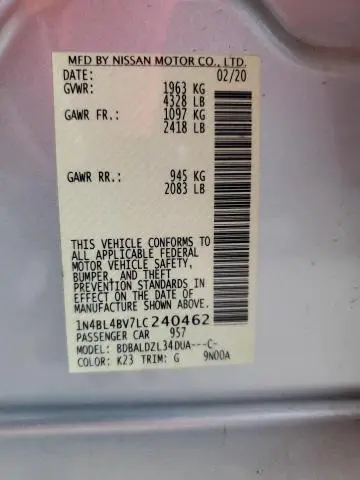 MFD BY NISSAN MOTOR CO., LTD.
DATE: 02/20
GVWR: 1963 KG
4328 LB
GAWR FR.: 1097 KG
2418 LB
GAWR RR.: 945 KG
2083 LB
THIS VEHICLE CONFORMS TO
ALL APPLICABLE FEDERAL
MOTOR VEHICLE SAFETY,
BUMPER, AND THEFT
PREVENTION STANDARDS IN
EFFECT ON THE DATE OF
MANUFACTURE SHOWN ABOVE.
1N4BL4BV7LC240462
PASSENGER CAR 957
MODEL: BDBALDZL34DUA---C-
COLOR: K23 TRIM: G 9N00A